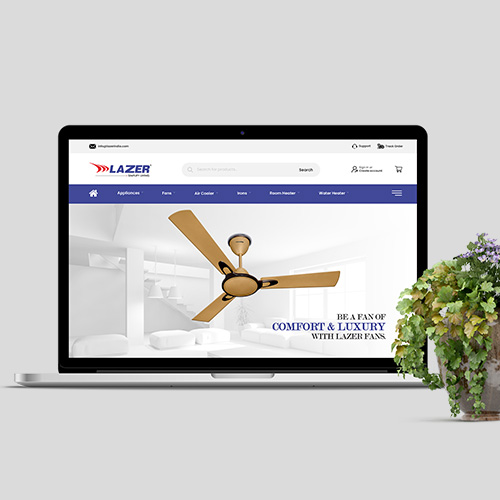 info@lazerindia.com
Support
Track Order
LAZER
Search for products...
Search
Sign In or
Create account
Appliances
Fans
Air Cooler
Irons
Room Heater
Water Heater
BE A FAN OF
COMFORT & LUXURY
WITH LAZER FANS.